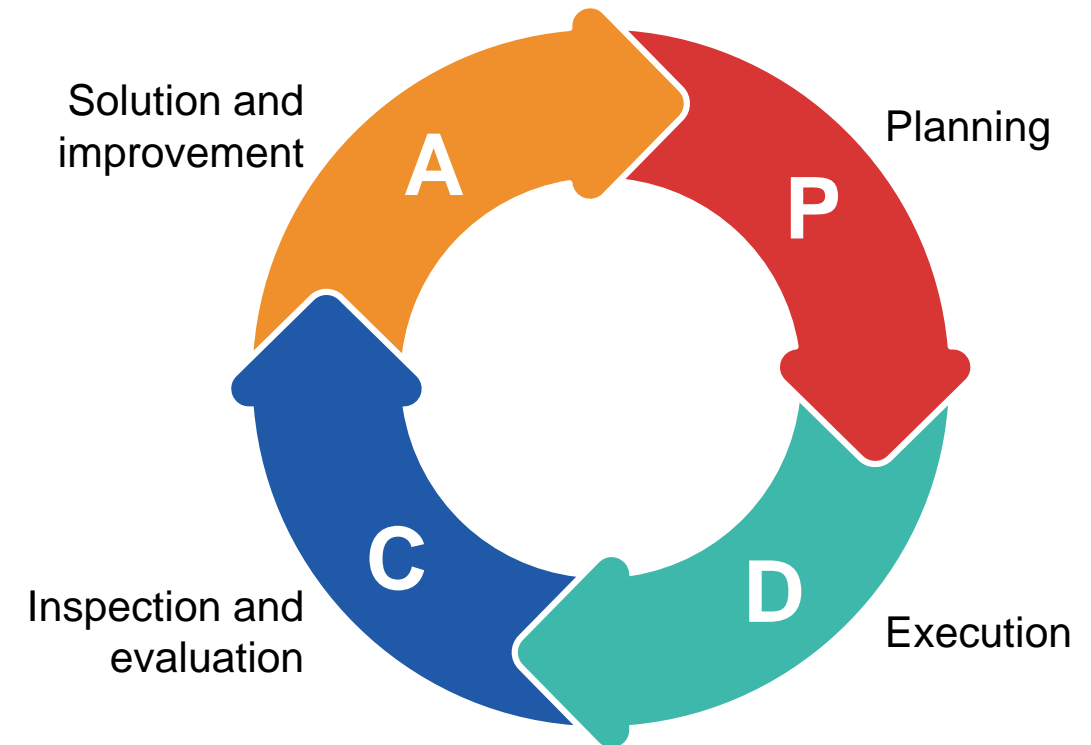 Solution and
improvement
A
Planning
P
Inspection and
evaluation
C
D
Execution